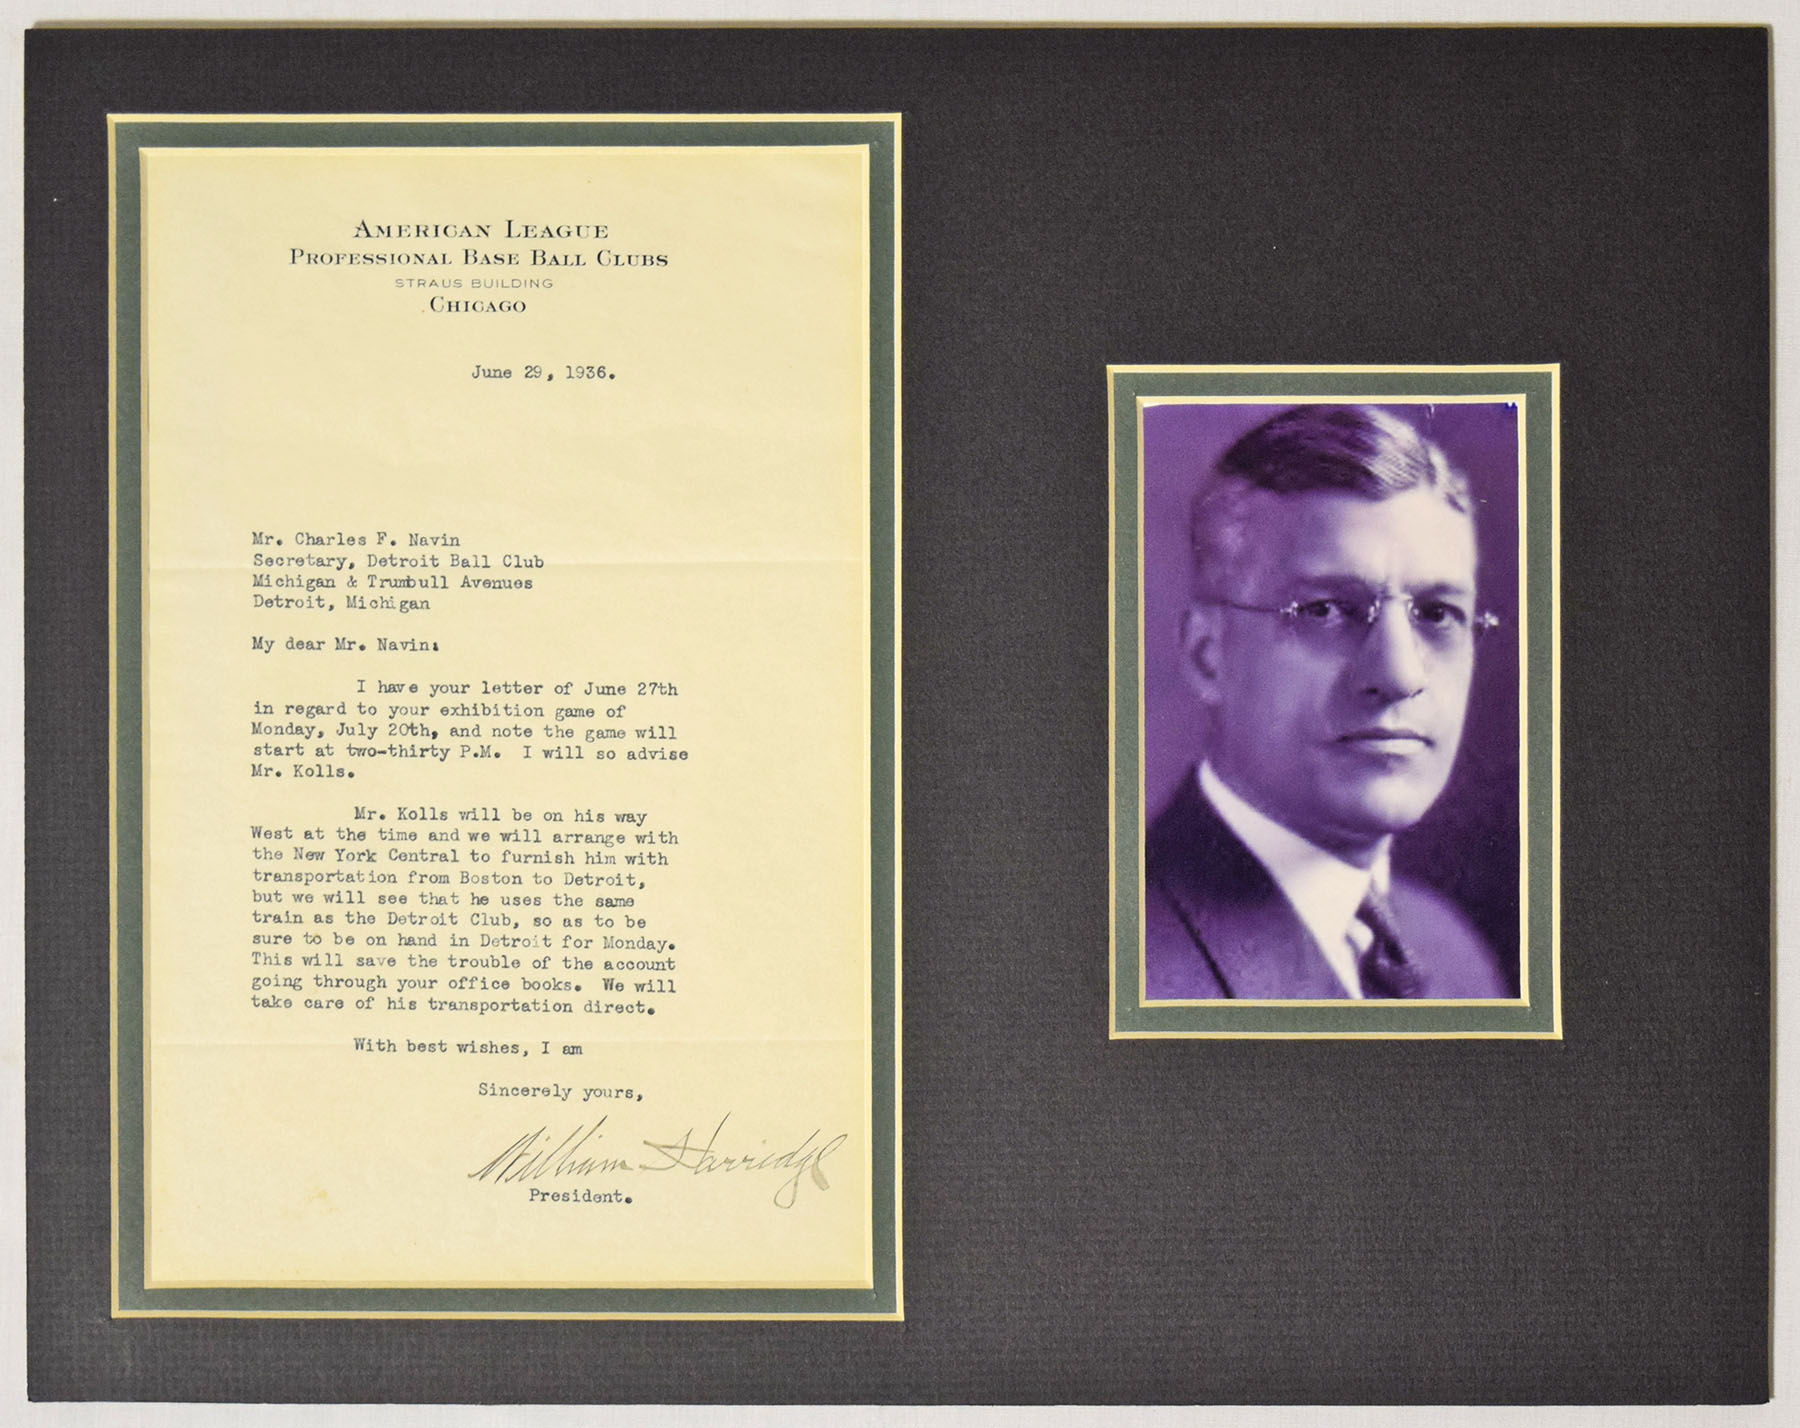 AMERICAN LEAGUE
PROFESSIONAL BASE BALL CLUBS
STRAUS BUILDING
CHICAGO
June 29, 1936.
Mr. Charles F. Navin
Secretary, Detroit Ball Club
Michigan & Trumbull Avenues
Detroit, Michigan
My dear Mr. Navin:
I have your letter of June 27th
in regard to your exhibition game of
Monday, July 20th, and note the game will
start at two-thirty P.M. I will so advise
Mr. Kolls.
Mr. Kolls will be on his way
West at the time and we will arrange with
the New York Central to furnish him with
transportation from Boston to Detroit,
but we will see that he uses the same
train as the Detroit Club, so as to be
sure to be on hand in Detroit for Monday.
This will save the trouble of the account
going through your office books. We will
take care of his transportation direct.
With best wishes, I am
Sincerely yours,
William Harridge
President.